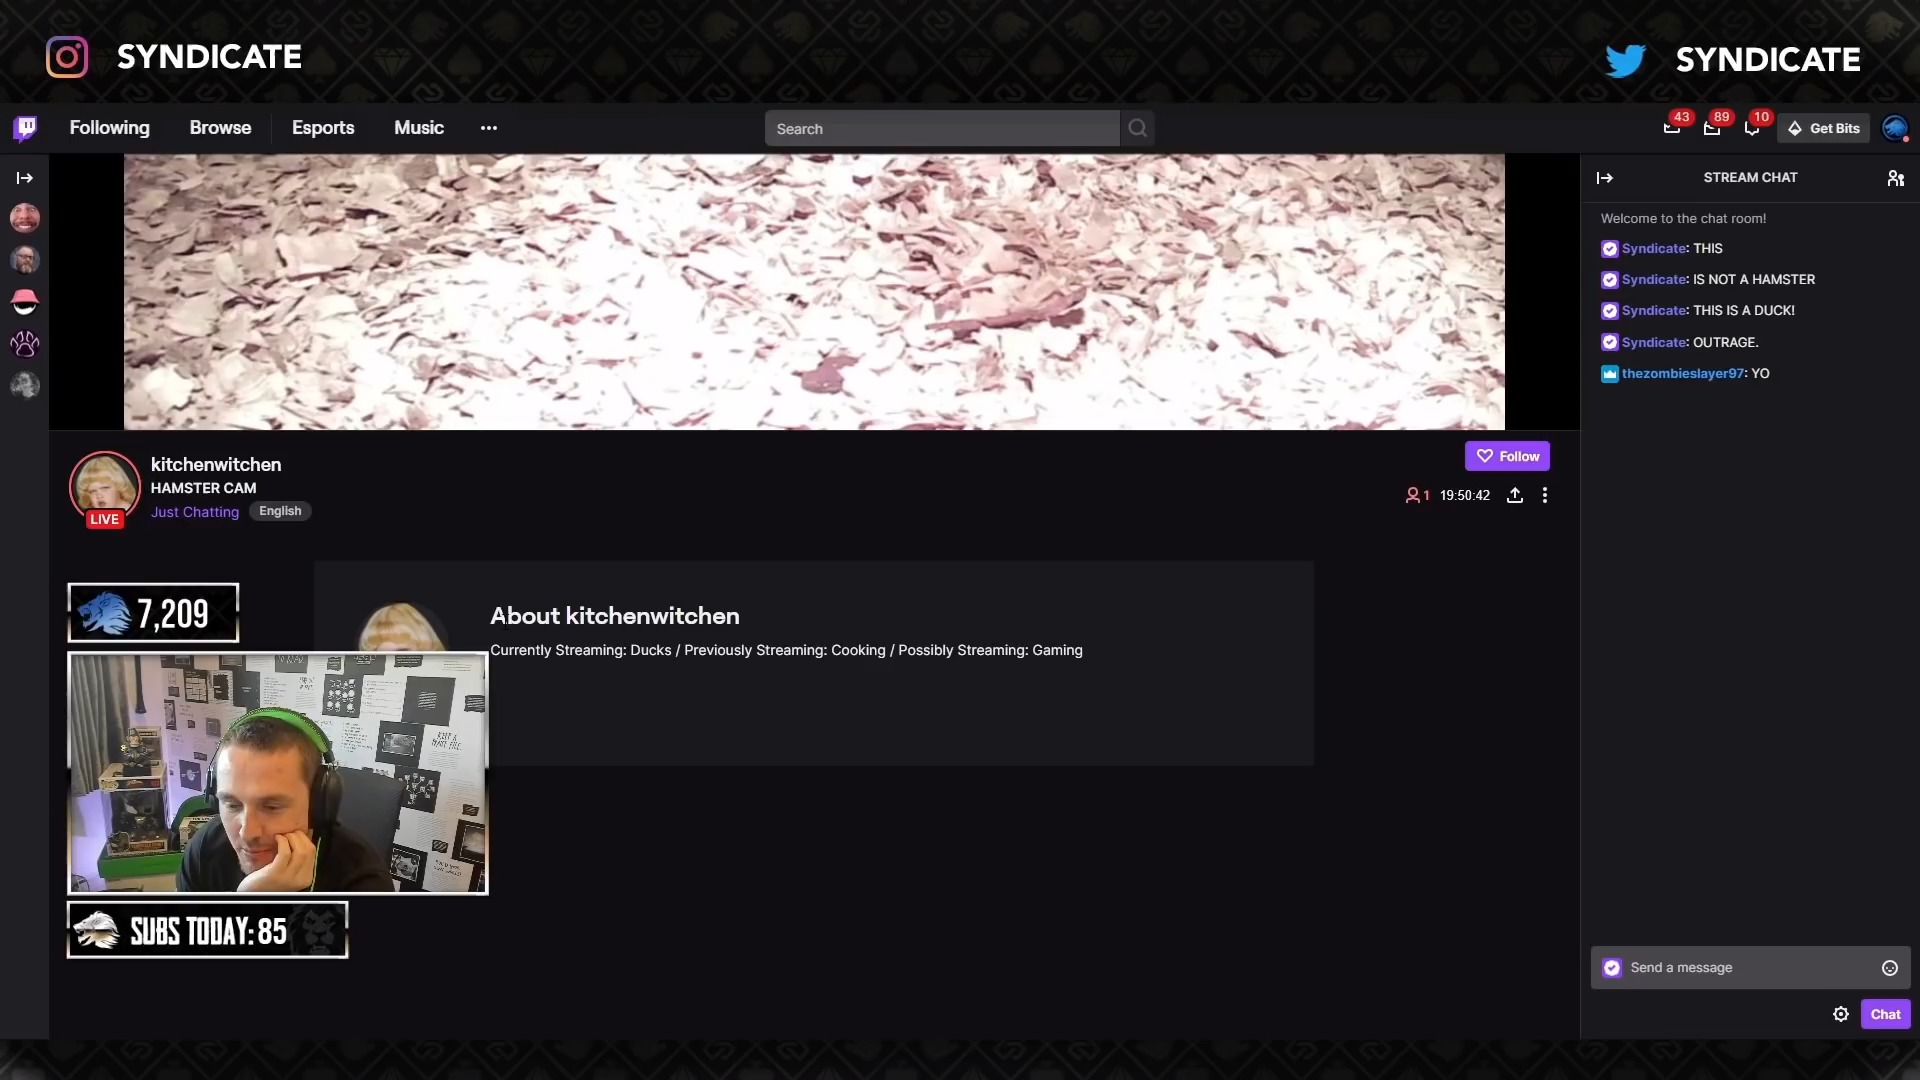 SYNDICATE
SYNDICATE
Following Browse Esports Music
Search
43 89 10 Get Bits
STREAM CHAT
Welcome to the chat room!
Syndicate: THIS
Syndicate: IS NOT A HAMSTER
Syndicate: THIS IS A DUCK!
Syndicate: OUTRAGE.
thezombieslayer97: YO
kitchenwitchen
HAMSTER CAM
Just Chatting English
LIVE
Follow
1 19:50:42
7,209
About kitchenwitchen
Currently Streaming: Ducks / Previously Streaming: Cooking / Possibly Streaming: Gaming
SUBS TODAY: 85
Send a message
Chat